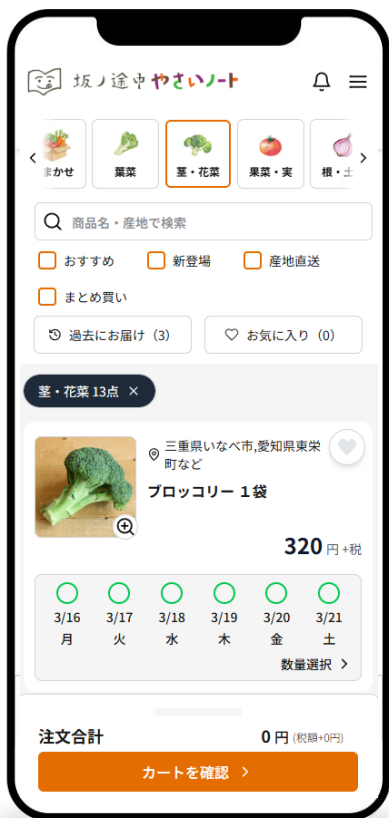 坂ノ途中やさいノート
まかせ
葉菜
茎・花菜
果菜・実
根・土
商品名・産地で検索
おすすめ
新登場
産地直送
まとめ買い
過去にお届け（3）
お気に入り（0）
茎・花菜 13点 ×
三重県いなべ市,愛知県東栄
町など
ブロッコリー １袋
320 円 +税
3/16 3/17 3/18 3/19 3/20 3/21
月 火 水 木 金 土
数量選択
注文合計
0 円 (税額+0円)
カートを確認